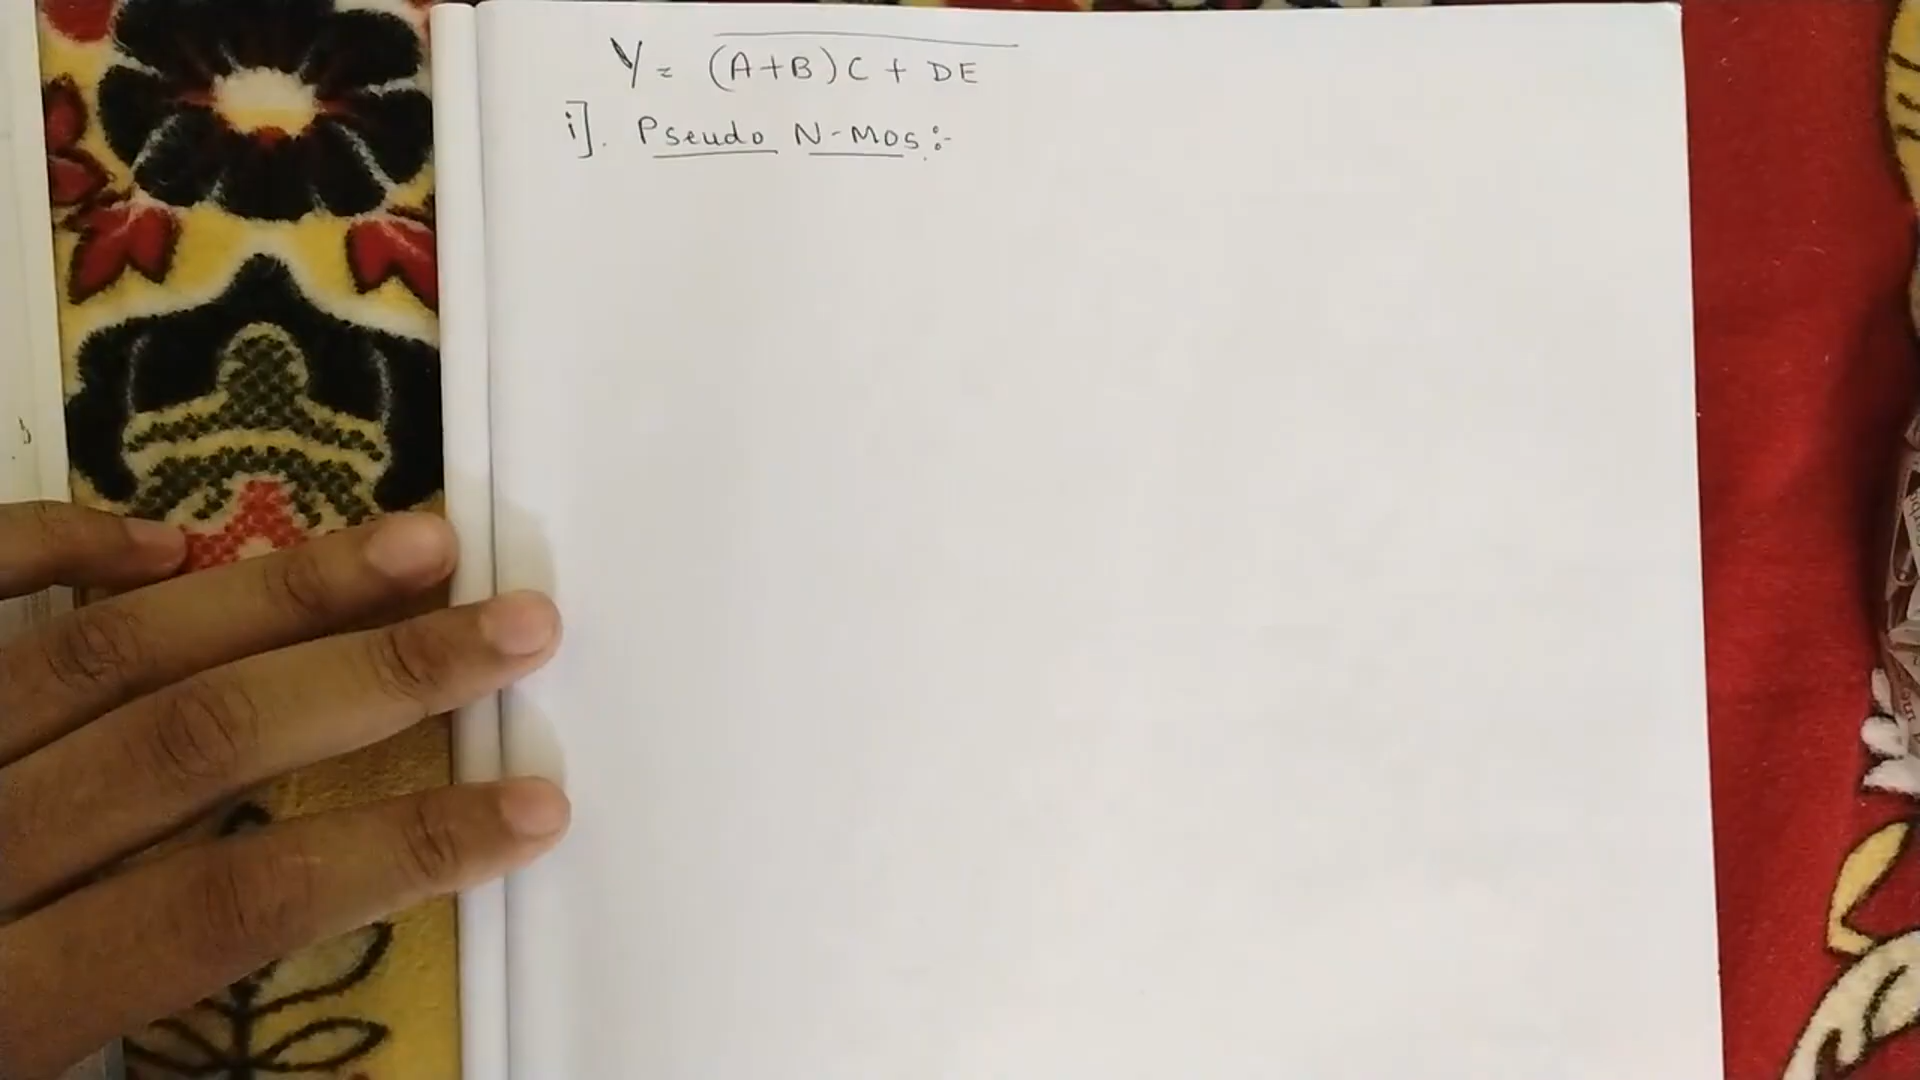 Y = (A+B)C + DE
i]. Pseudo N-MOS:-
b